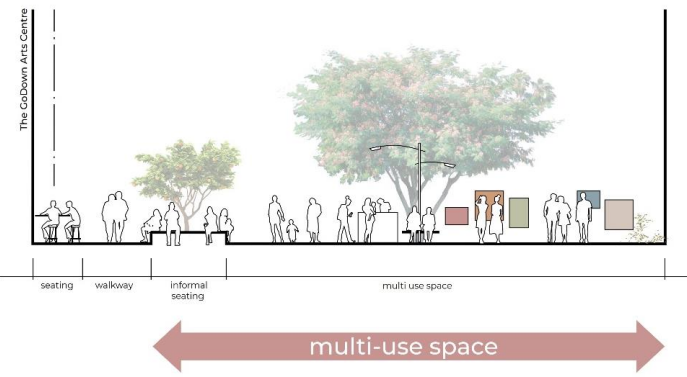 The GoDown Arts Centre
seating
walkway
informal
seating
multi use space
multi-use space